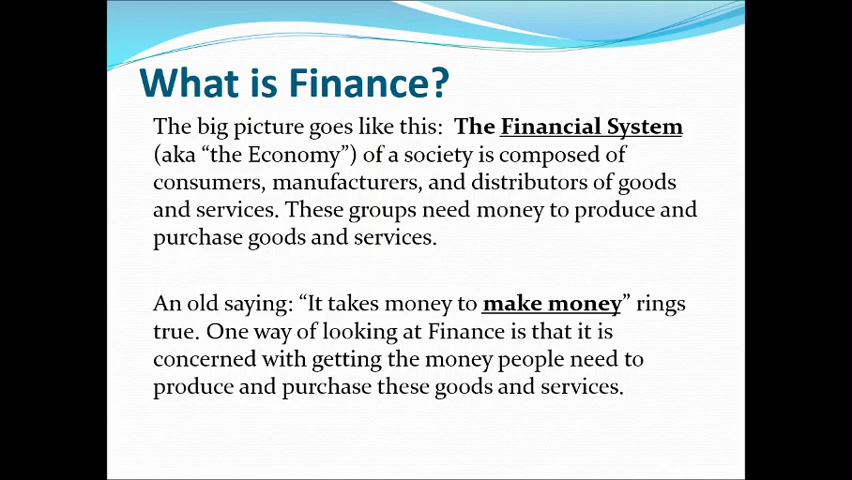 What is Finance?
The big picture goes like this:  The Financial System
(aka “the Economy”) of a society is composed of
consumers, manufacturers, and distributors of goods
and services. These groups need money to produce and
purchase goods and services.
An old saying: “It takes money to make money” rings
true. One way of looking at Finance is that it is
concerned with getting the money people need to
produce and purchase these goods and services.